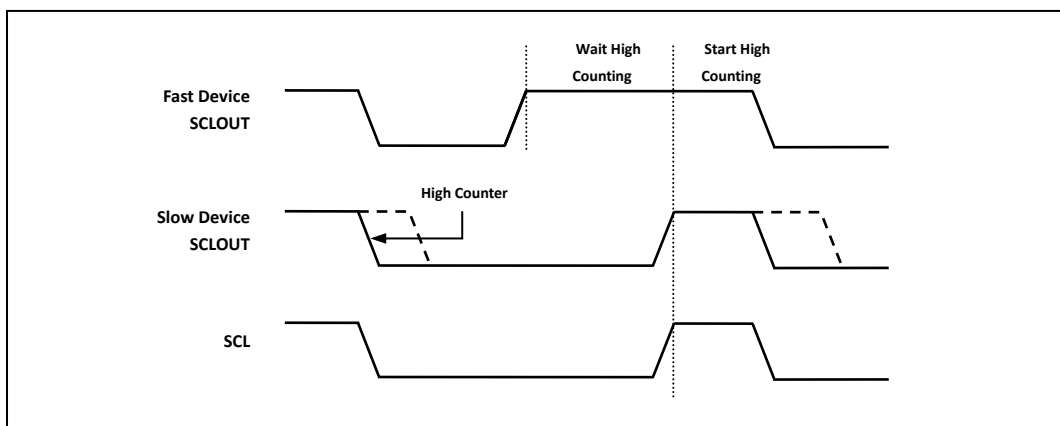 Wait High
Counting
Start High
Counting
Fast Device
SCLOUT
High Counter
Slow Device
SCLOUT
SCL